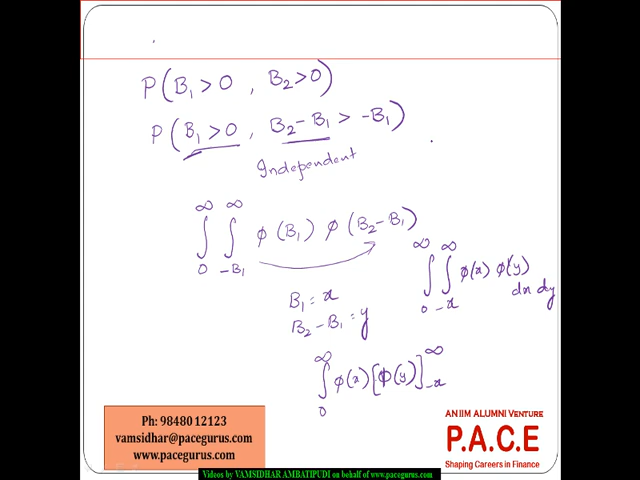 P(B₁ > 0 , B₂ > 0)
P(B₁ > 0 , B₂ − B₁ > −B₁)
Independent
∫₀^∞ ∫_{−B₁}^∞ φ(B₁) φ(B₂ − B₁)
∫₀^∞ ∫_{−x}^∞ φ(x) φ(y)
dx dy
B₁ = x
B₂ − B₁ = y
∫₀^∞ φ(x) [Φ(y)]_{−x}^∞
Ph: 9848012123
vamsidhar@pacegurus.com
www.pacegurus.com
AN IIM ALUMNI VENTURE
P.A.C.E
Shaping Careers in Finance
Videos by VAMSIDHAR AMBATIPUDI on behalf of www.pacegurus.com